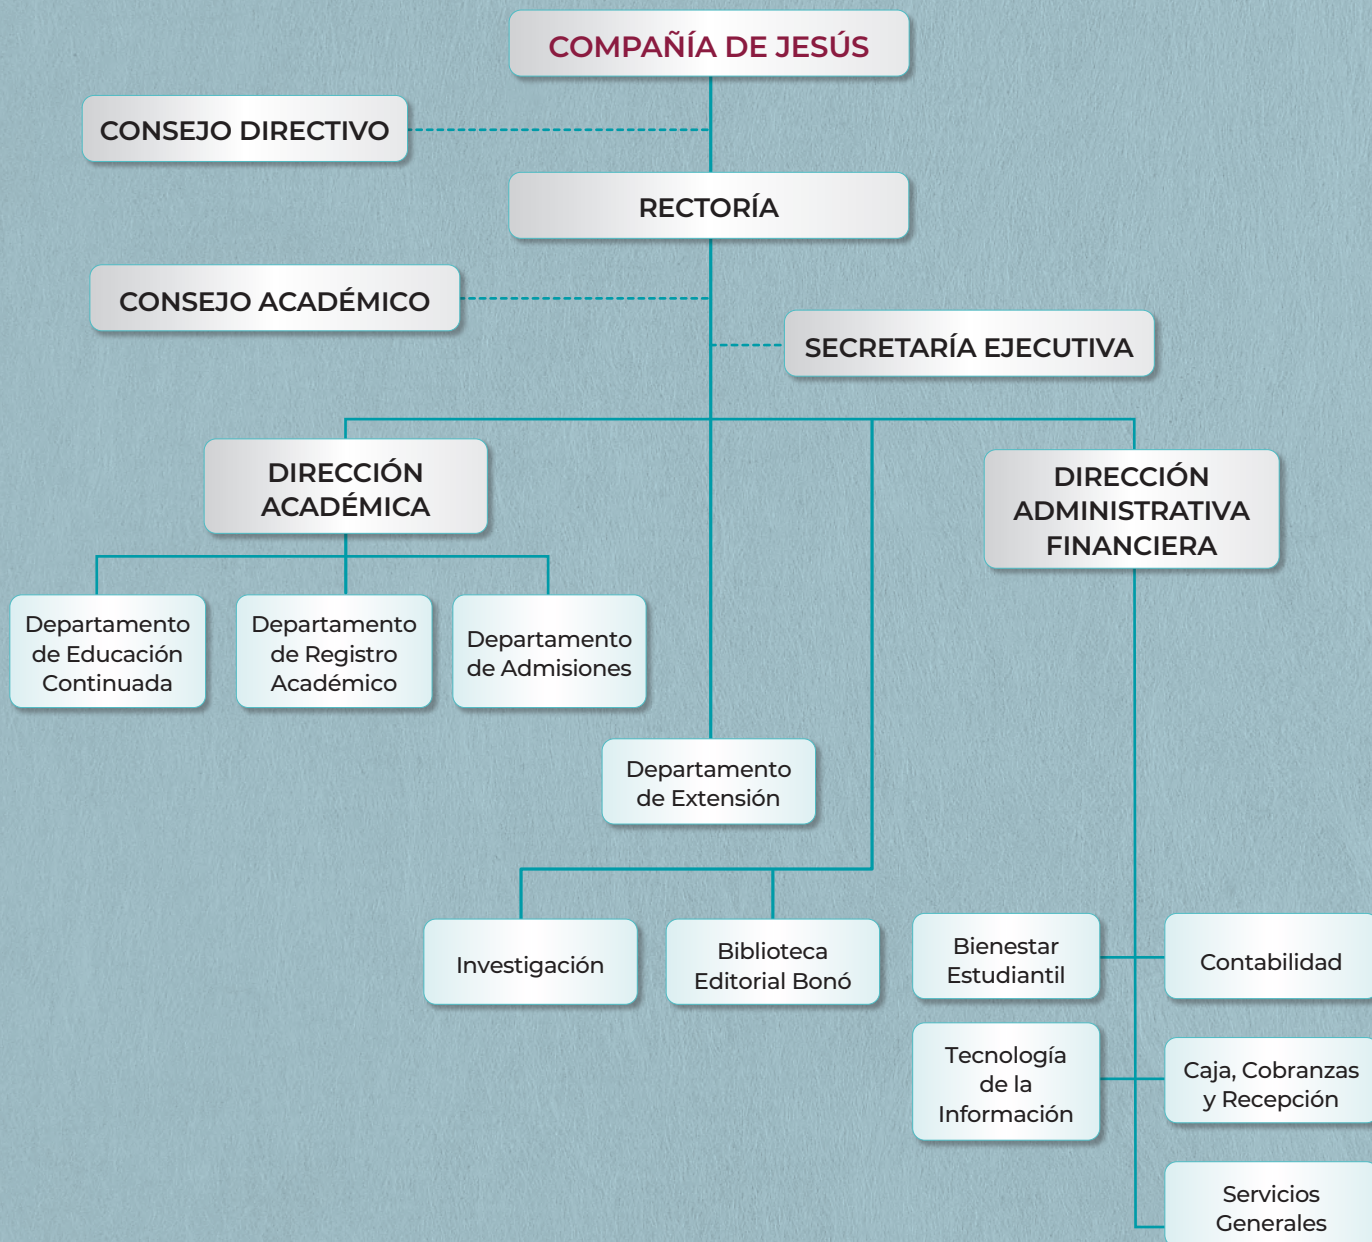 COMPAÑÍA DE JESÚS
CONSEJO DIRECTIVO
RECTORÍA
CONSEJO ACADÉMICO
SECRETARÍA EJECUTIVA
DIRECCIÓN
ACADÉMICA
DIRECCIÓN
ADMINISTRATIVA
FINANCIERA
Departamento
de Educación
Continuada
Departamento
de Registro
Académico
Departamento
de Admisiones
Departamento
de Extensión
Investigación
Biblioteca
Editorial Bonó
Bienestar
Estudiantil
Contabilidad
Tecnología
de la
Información
Caja, Cobranzas
y Recepción
Servicios
Generales